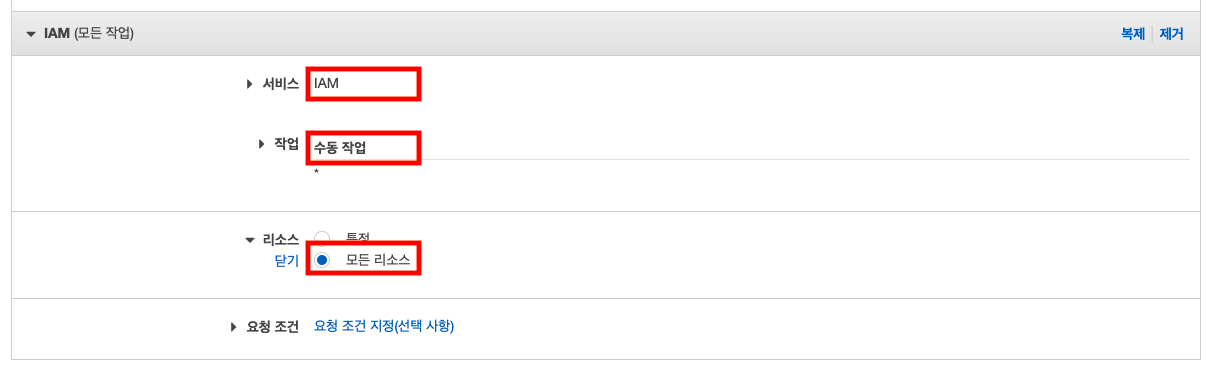 IAM (모든 작업) 복제 제거
서비스 IAM
작업 수동 작업
*
리소스 특정
닫기 모든 리소스
요청 조건 요청 조건 지정(선택 사항)